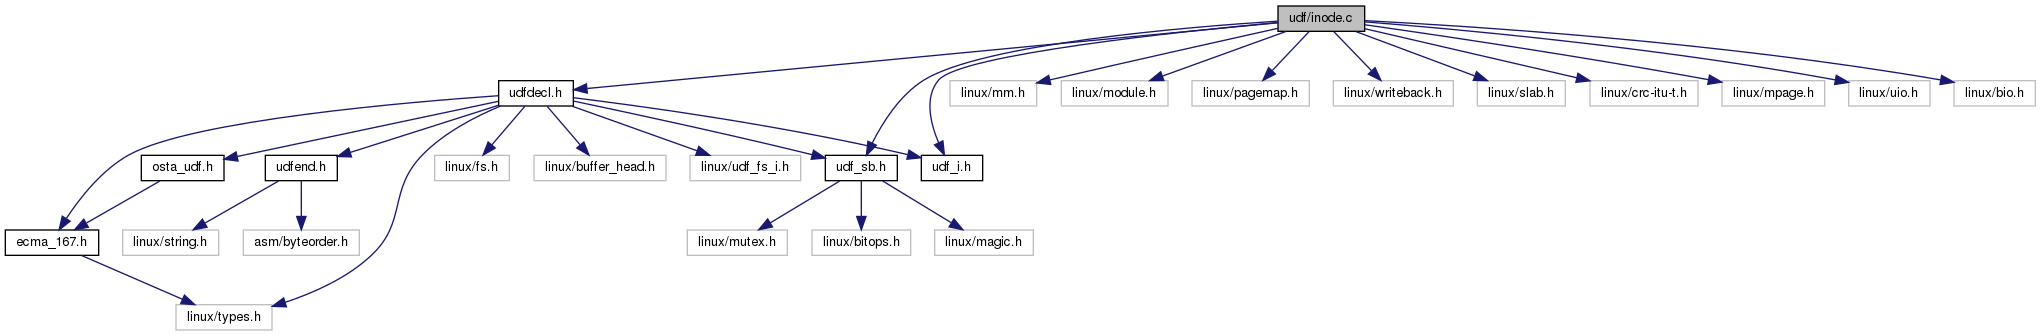 udf/inode.c
udfdecl.h
linux/mm.h
linux/module.h
linux/pagemap.h
linux/writeback.h
linux/slab.h
linux/crc-itu-t.h
linux/mpage.h
linux/uio.h
linux/bio.h
osta_udf.h
udfend.h
linux/fs.h
linux/buffer_head.h
linux/udf_fs_i.h
udf_sb.h
udf_i.h
ecma_167.h
linux/string.h
asm/byteorder.h
linux/mutex.h
linux/bitops.h
linux/magic.h
linux/types.h